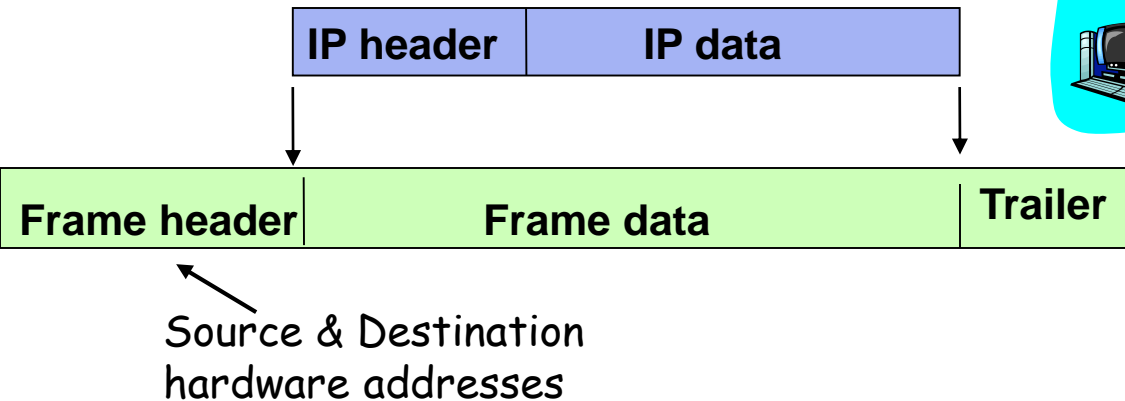 IP header IP data
Frame header Frame data Trailer
Source & Destination
hardware addresses